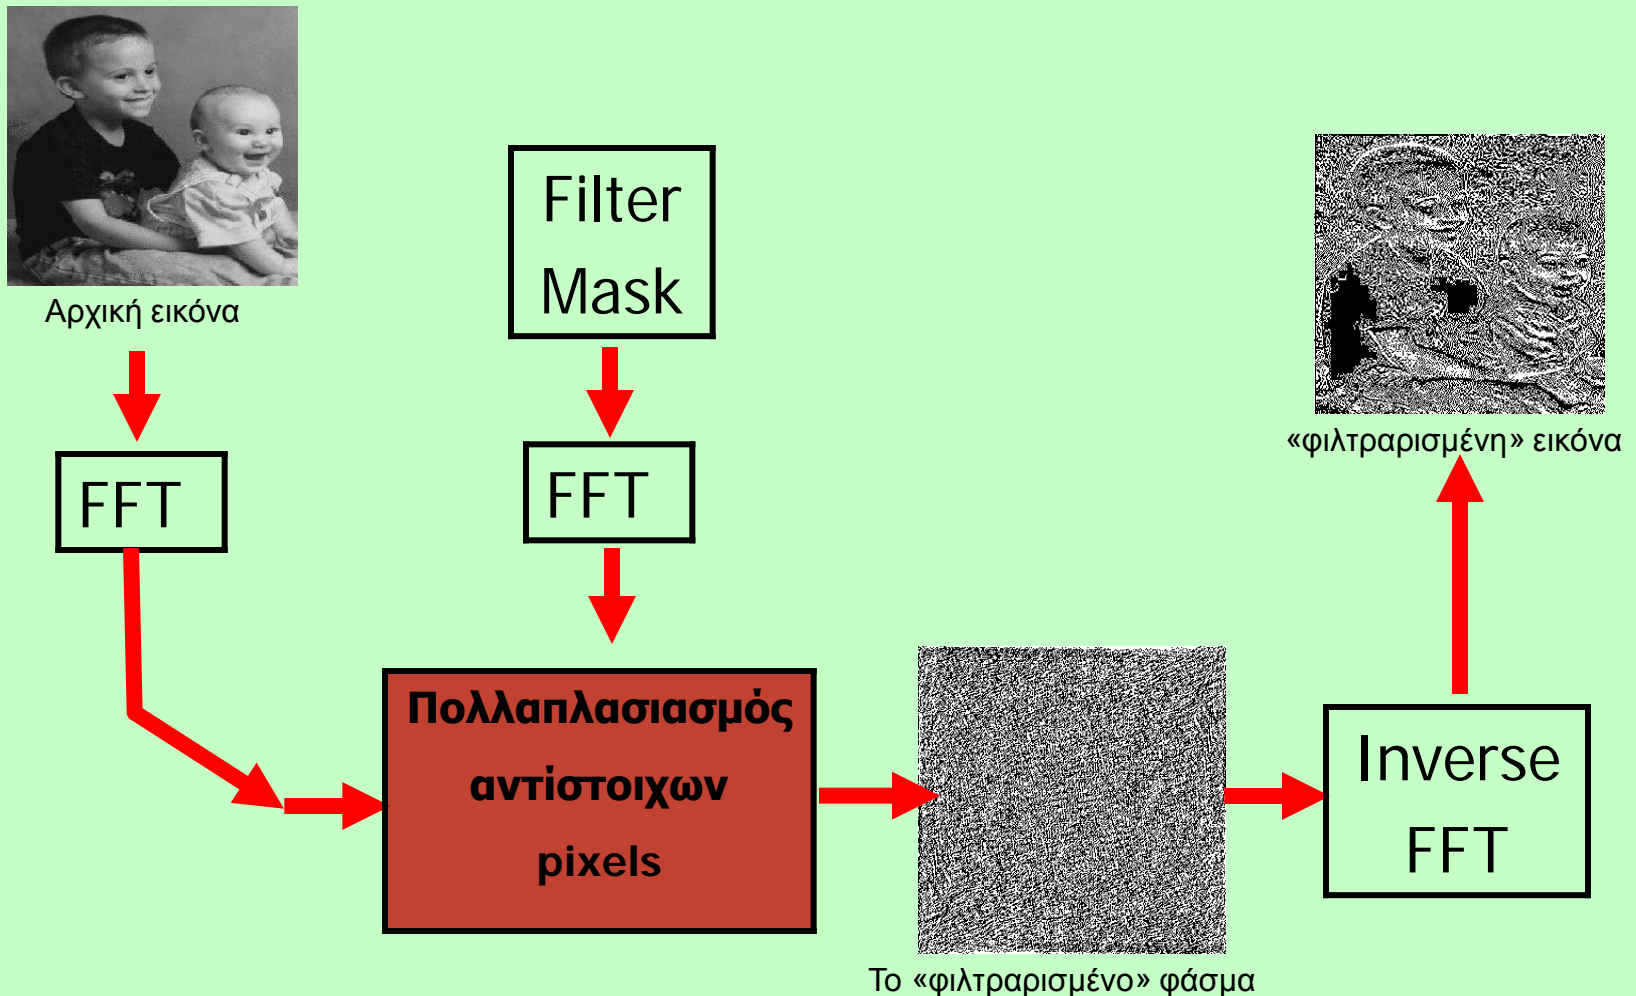 Αρχική εικόνα
FFT
Filter
Mask
FFT
Πολλαπλασιασμός
αντίστοιχων
pixels
Το «φιλτραρισμένο» φάσμα
Inverse
FFT
«φιλτραρισμένη» εικόνα